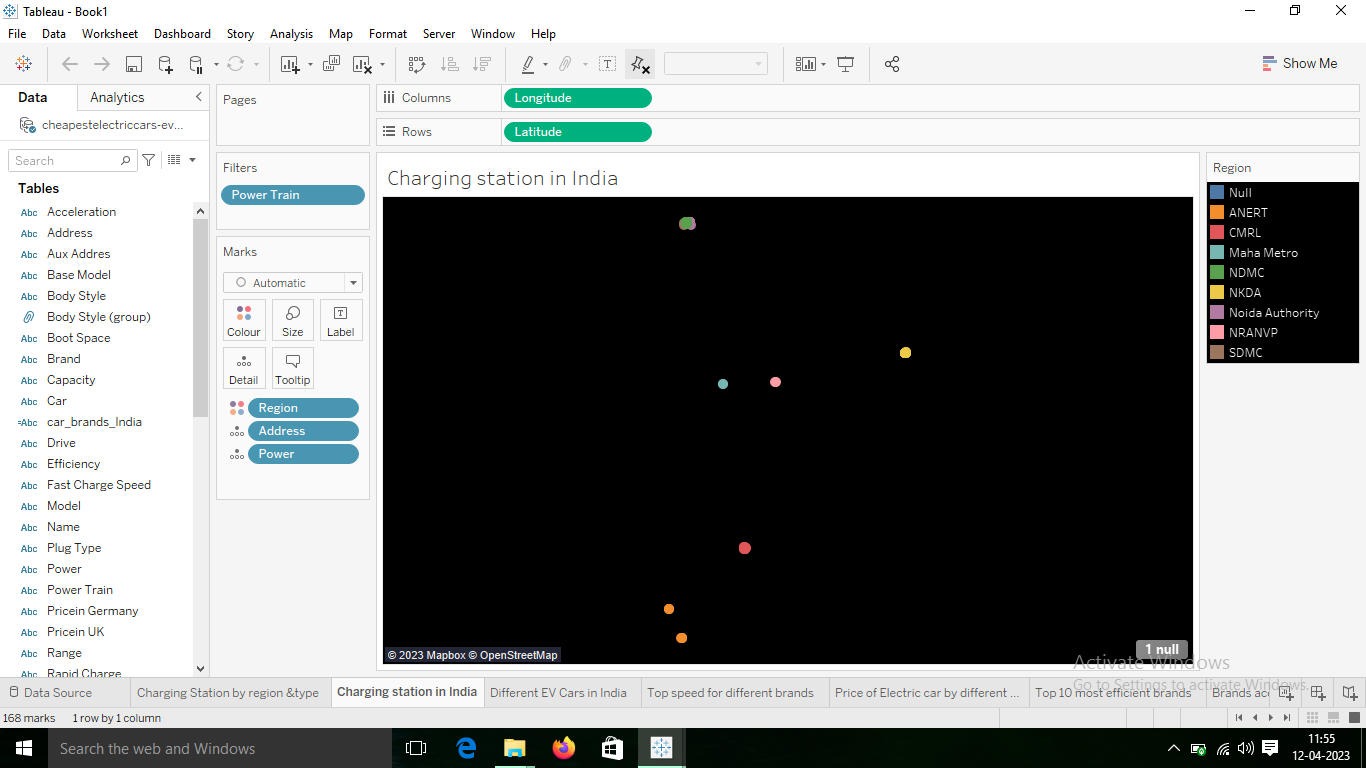 Tableau - Book1
File Data Worksheet Dashboard Story Analysis Map Format Server Window Help
Show Me
Data Analytics
cheapestelectriccars-ev...
Search
Tables
Abc Acceleration
Abc Address
Abc Aux Addres
Abc Base Model
Abc Body Style
Body Style (group)
Abc Boot Space
Abc Brand
Abc Capacity
Abc Car
=Abc car_brands_India
Abc Drive
Abc Efficiency
Abc Fast Charge Speed
Abc Model
Abc Name
Abc Plug Type
Abc Power
Abc Power Train
Abc Pricein Germany
Abc Pricein UK
Abc Range
Abc Rapid Charge
Pages
Filters
Power Train
Marks
Automatic
Colour Size Label
Detail Tooltip
Region
Address
Power
Columns Longitude
Rows Latitude
Charging station in India
© 2023 Mapbox © OpenStreetMap
1 null
Region
Null
ANERT
CMRL
Maha Metro
NDMC
NKDA
Noida Authority
NRANVP
SDMC
Activate Windows
Go to Settings to activate Windows.
Data Source Charging Station by region &type Charging station in India Different EV Cars in India Top speed for different brands Price of Electric car by different ... Top 10 most efficient brands Brands acc
168 marks 1 row by 1 column
Search the web and Windows
11:55
12-04-2023